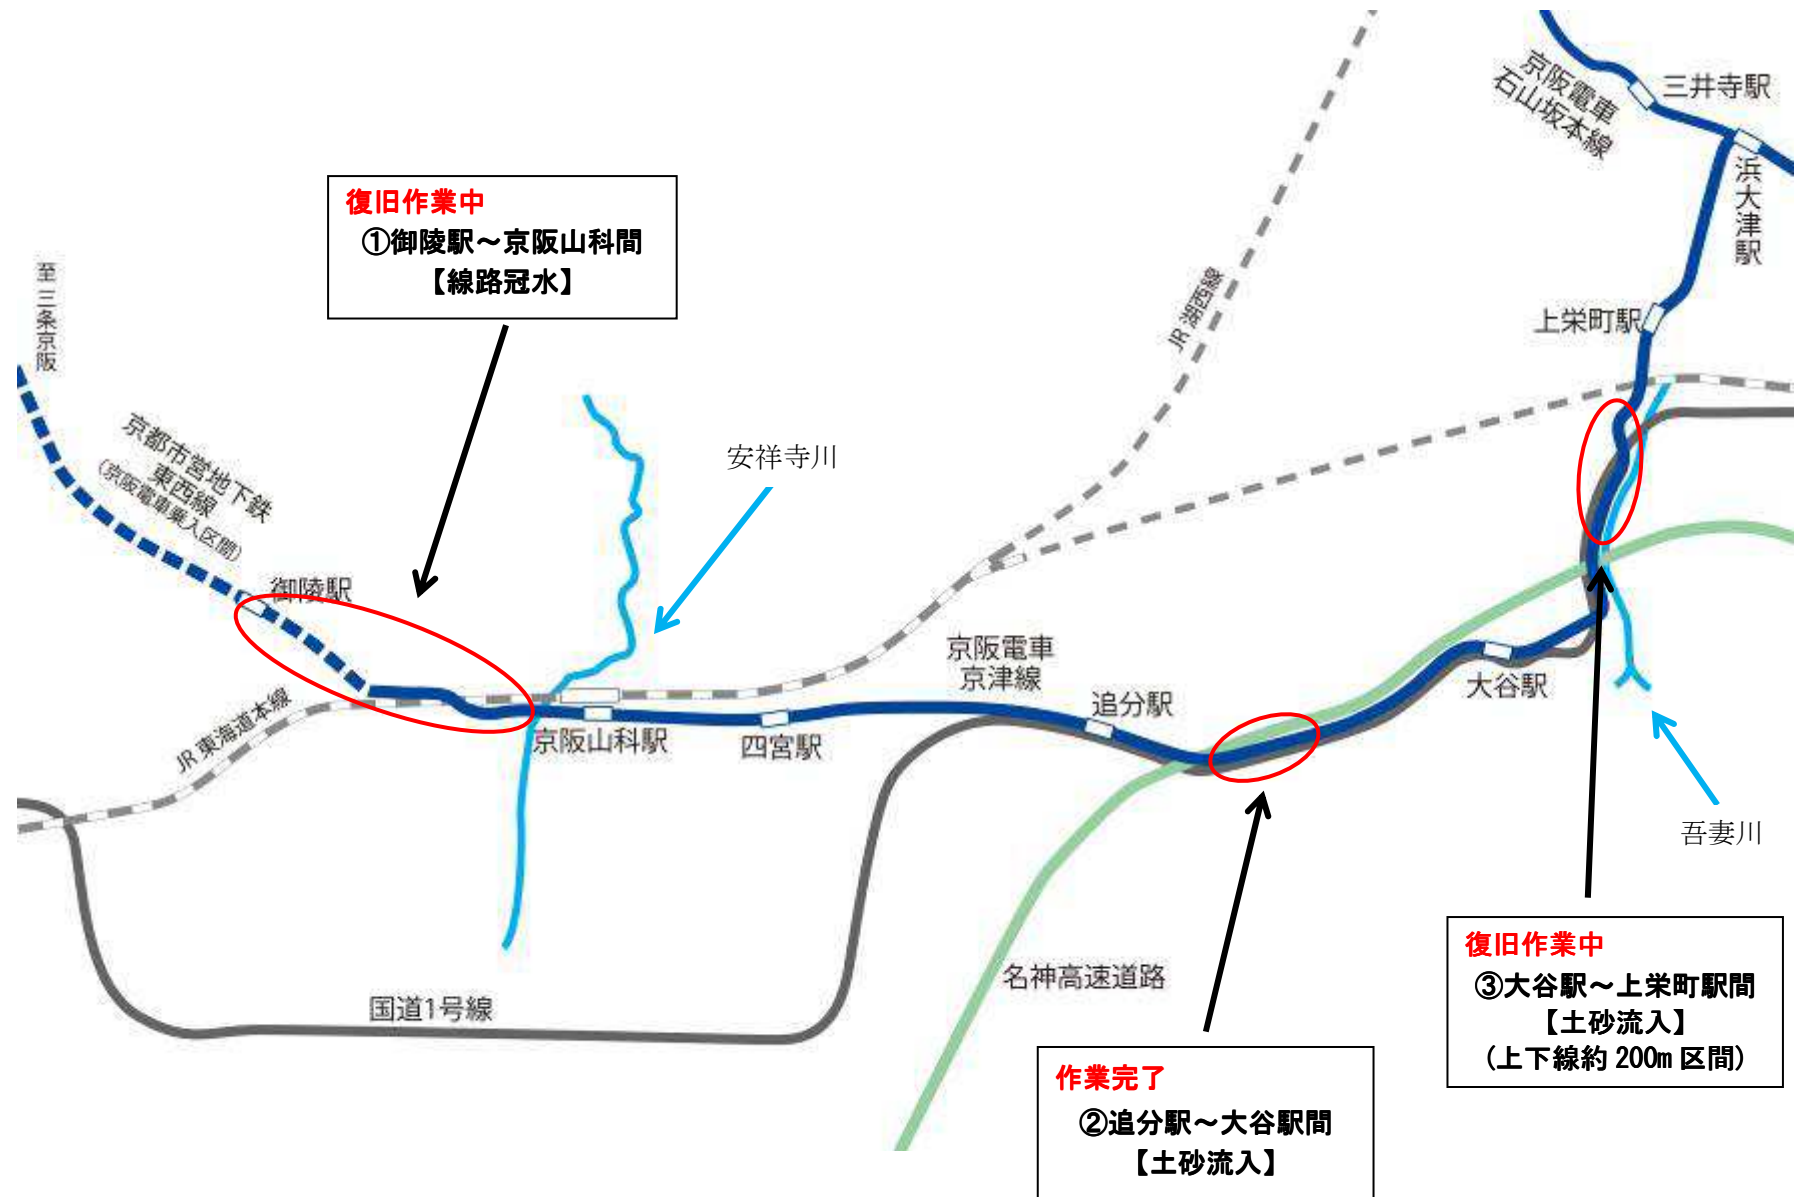 京阪電車
石山坂本線
三井寺駅
浜大津駅
上栄町駅
復旧作業中
①御陵駅～京阪山科間
【線路冠水】
至 三条京阪
JR 湖西線
京都市営地下鉄
東西線
(京阪電車乗入区間)
安祥寺川
御陵駅
JR 東海道本線
京阪山科駅
四宮駅
京阪電車
京津線
追分駅
大谷駅
吾妻川
名神高速道路
国道1号線
復旧作業中
③大谷駅～上栄町駅間
【土砂流入】
(上下線約 200m 区間)
作業完了
②追分駅～大谷駅間
【土砂流入】